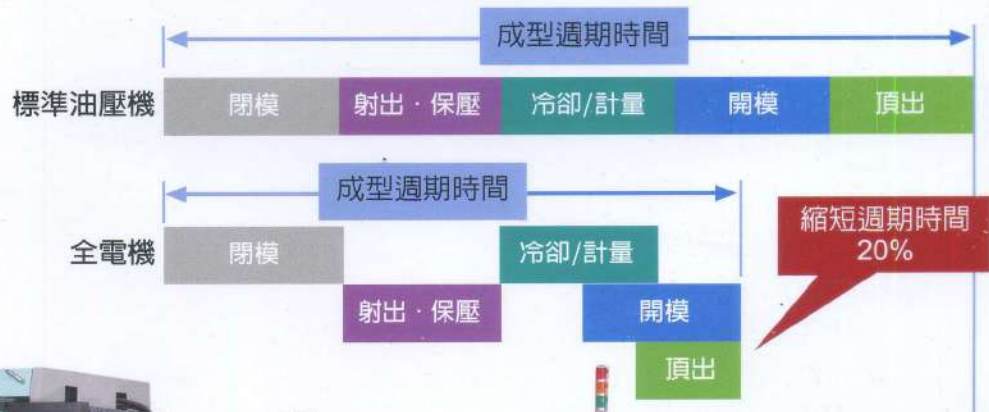 成型週期時間
標準油壓機
閉模
射出．保壓
冷卻/計量
開模
頂出
成型週期時間
全電機
閉模
射出．保壓
冷卻/計量
開模
頂出
縮短週期時間
20%